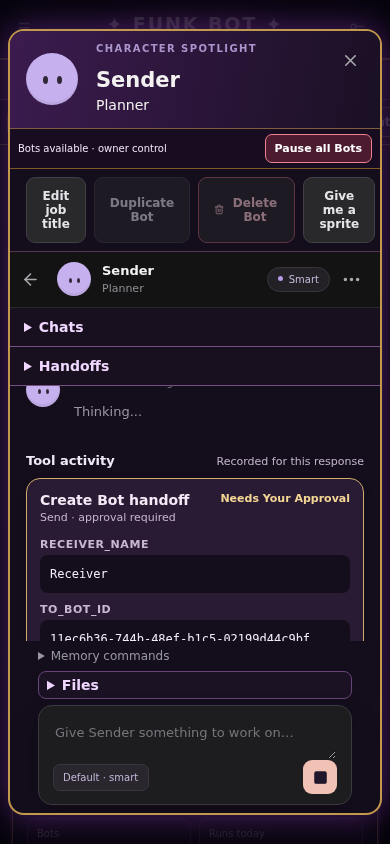 ✦ FUNK BOT ✦
CHARACTER SPOTLIGHT
Sender
Planner
Bots available · owner control
Pause all Bots
Edit
job
title
Duplicate
Bot
Delete
Bot
Give
me a
sprite
Sender
Planner
Smart
Chats
Handoffs
Thinking...
Tool activity
Recorded for this response
Create Bot handoff
Needs Your Approval
Send · approval required
RECEIVER_NAME
Receiver
TO_BOT_ID
11ec6b36-744b-48ef-b1c5-02199d44c9bf
Memory commands
Files
Give Sender something to work on...
Default · smart
Bots
Runs today